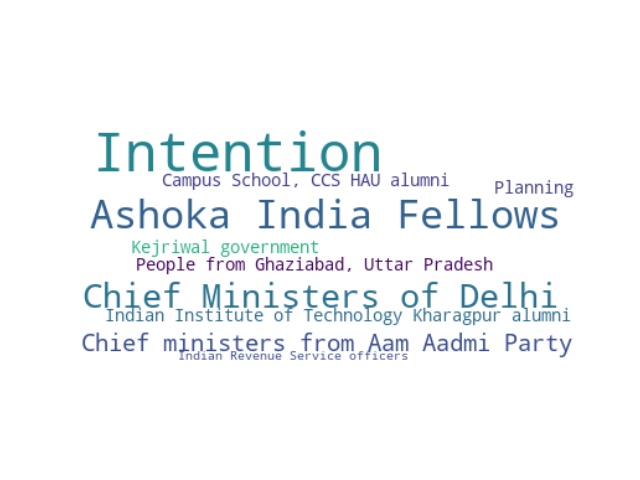 Intention
Campus School, CCS HAU alumni
Planning
Ashoka India Fellows
Kejriwal government
People from Ghaziabad, Uttar Pradesh
Chief Ministers of Delhi
Indian Institute of Technology Kharagpur alumni
Chief ministers from Aam Aadmi Party
Indian Revenue Service officers